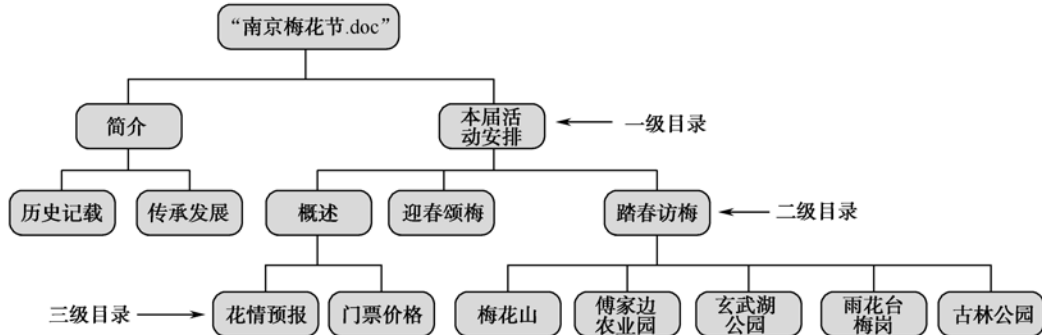 “南京梅花节.doc”
简介
本届活
动安排
一级目录
历史记载
传承发展
概述
迎春颂梅
踏春访梅
二级目录
三级目录
花情预报
门票价格
梅花山
傅家边
农业园
玄武湖
公园
雨花台
梅岗
古林公园